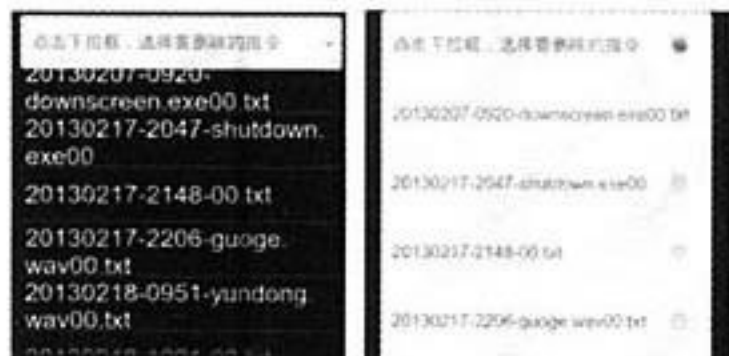 点击下拉框，选择要删除的指令
20130207-0920-
downscreen.exe00.txt
20130217-2047-shutdown.
exe00
20130217-2148-00.txt
20130217-2206-guoge.
wav00.txt
20130218-0951-yundong.
wav00.txt
点击下拉框，选择要删除的指令
20130207-0920-downscreen.exe00.txt
20130217-2047-shutdown.exe00
20130217-2148-00.txt
20130217-2206-guoge.wav00.txt